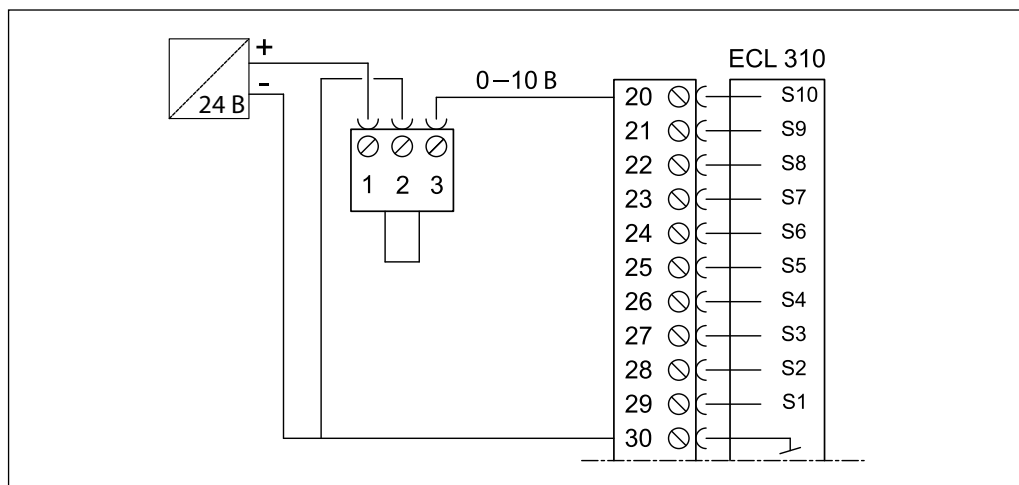 +
-
24 В
1 2 3
0–10 В
ECL 310
20 S10
21 S9
22 S8
23 S7
24 S6
25 S5
26 S4
27 S3
28 S2
29 S1
30